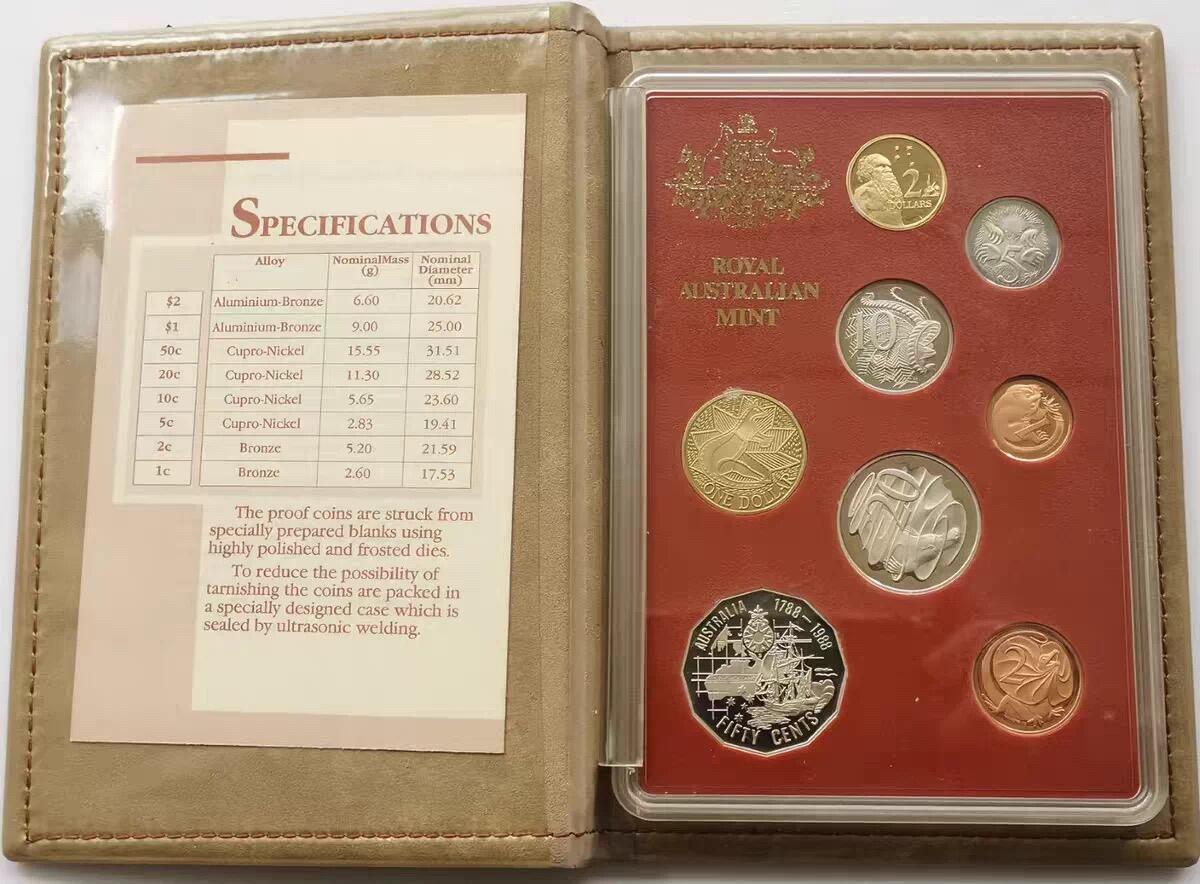 SPECIFICATIONS
Alloy NominalMass (g) Nominal Diameter (mm)
$2 Aluminium-Bronze 6.60 20.62
$1 Aluminium-Bronze 9.00 25.00
50c Cupro-Nickel 15.55 31.51
20c Cupro-Nickel 11.30 28.52
10c Cupro-Nickel 5.65 23.60
5c Cupro-Nickel 2.83 19.41
2c Bronze 5.20 21.59
1c Bronze 2.60 17.53
The proof coins are struck from
specially prepared blanks using
highly polished and frosted dies.
To reduce the possibility of
tarnishing the coins are packed in
a specially designed case which is
sealed by ultrasonic welding.
ROYAL
AUSTRALIAN
MINT
2
DOLLARS
5
10
ONE DOLLAR
20
AUSTRALIA 1788-1988
FIFTY CENTS
2